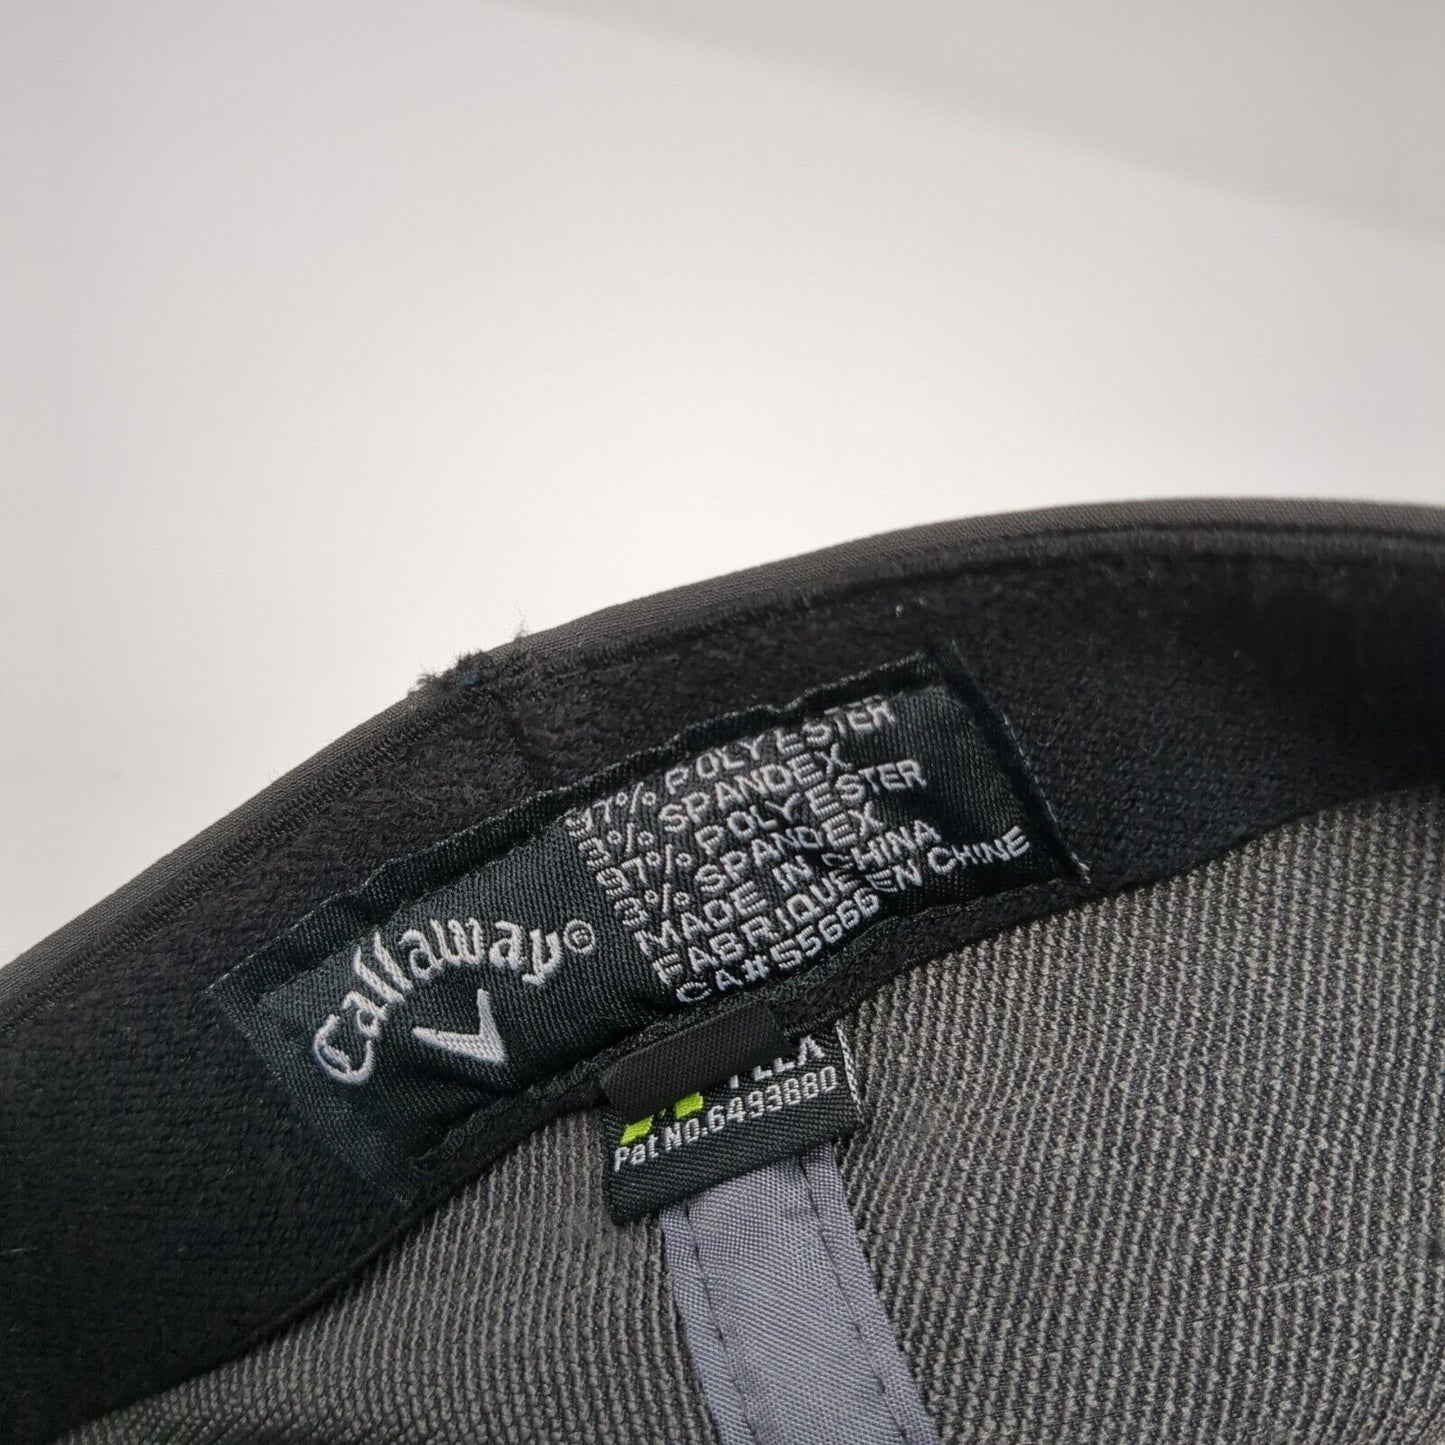 Callaway®
97% POLYESTER
3% SPANDEX
97% POLYESTER
3% SPANDEX
MADE IN CHINA
FABRIQUE EN CHINE
CA#55666
FLEX
Pat NO.6493880